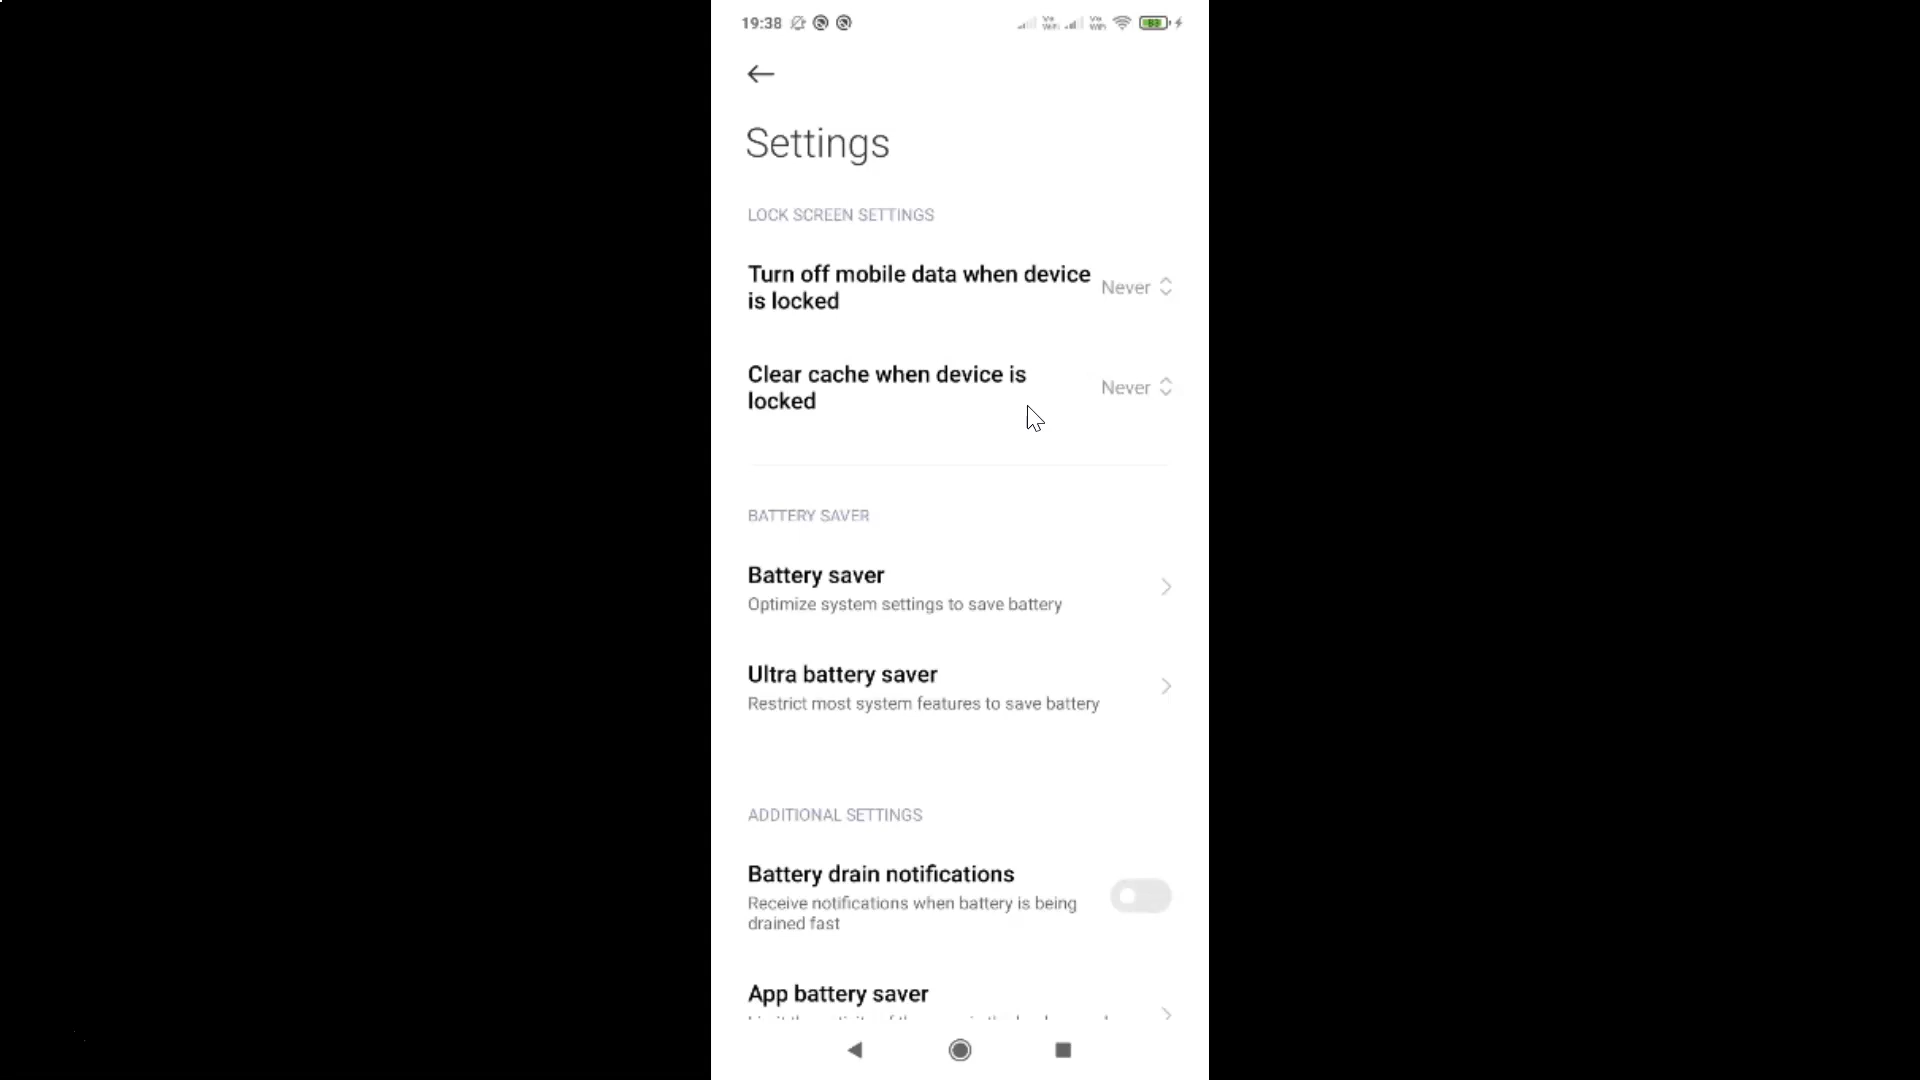 19:38
Settings
LOCK SCREEN SETTINGS
Turn off mobile data when device
is locked
Never
Clear cache when device is
locked
Never
BATTERY SAVER
Battery saver
Optimize system settings to save battery
Ultra battery saver
Restrict most system features to save battery
ADDITIONAL SETTINGS
Battery drain notifications
Receive notifications when battery is being
drained fast
App battery saver